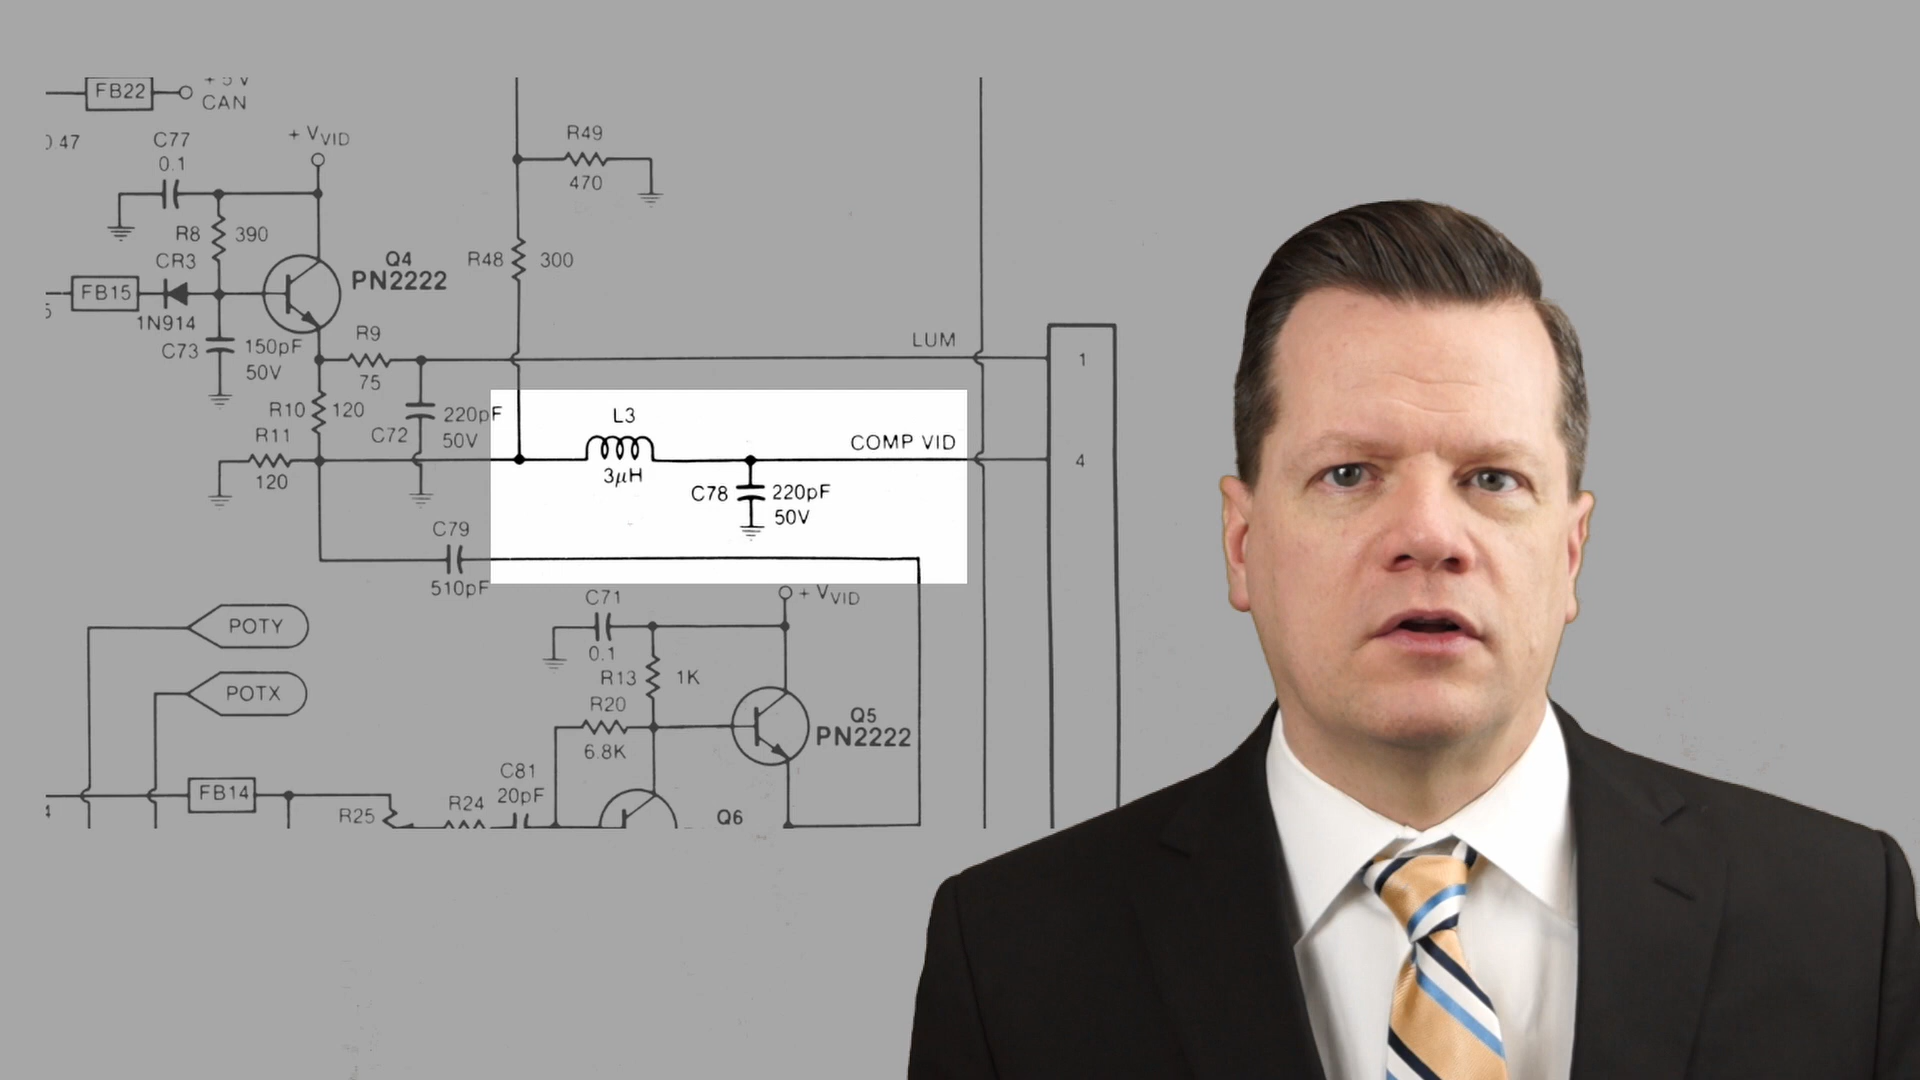 FB22
CAN
0.47
C77
0.1
+ VVID
R49
470
R8
390
CR3
Q4
PN2222
R48
300
FB15
1N914
C73
150pF
50V
R9
75
LUM
1
R10
120
R11
120
C72
220pF
50V
L3
3µH
COMP VID
4
C78
220pF
50V
C79
510pF
C71
0.1
+ VVID
POTY
POTX
R13
1K
R20
6.8K
Q5
PN2222
C81
20pF
FB14
R25
R24
Q6